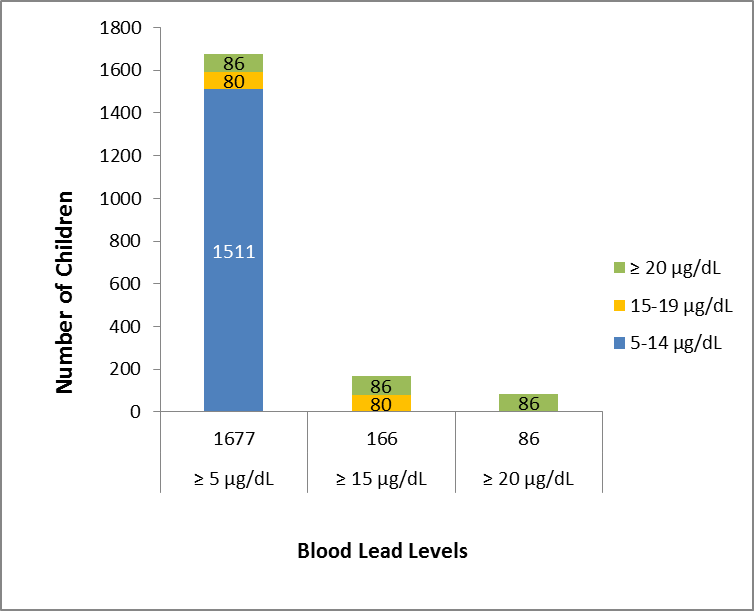 1800
1600
1400
1200
1000
800
600
400
200
0
Number of Children
86
80
1511
86
80
86
1677 166 86
≥ 5 µg/dL ≥ 15 µg/dL ≥ 20 µg/dL
Blood Lead Levels
≥ 20 µg/dL
15-19 µg/dL
5-14 µg/dL